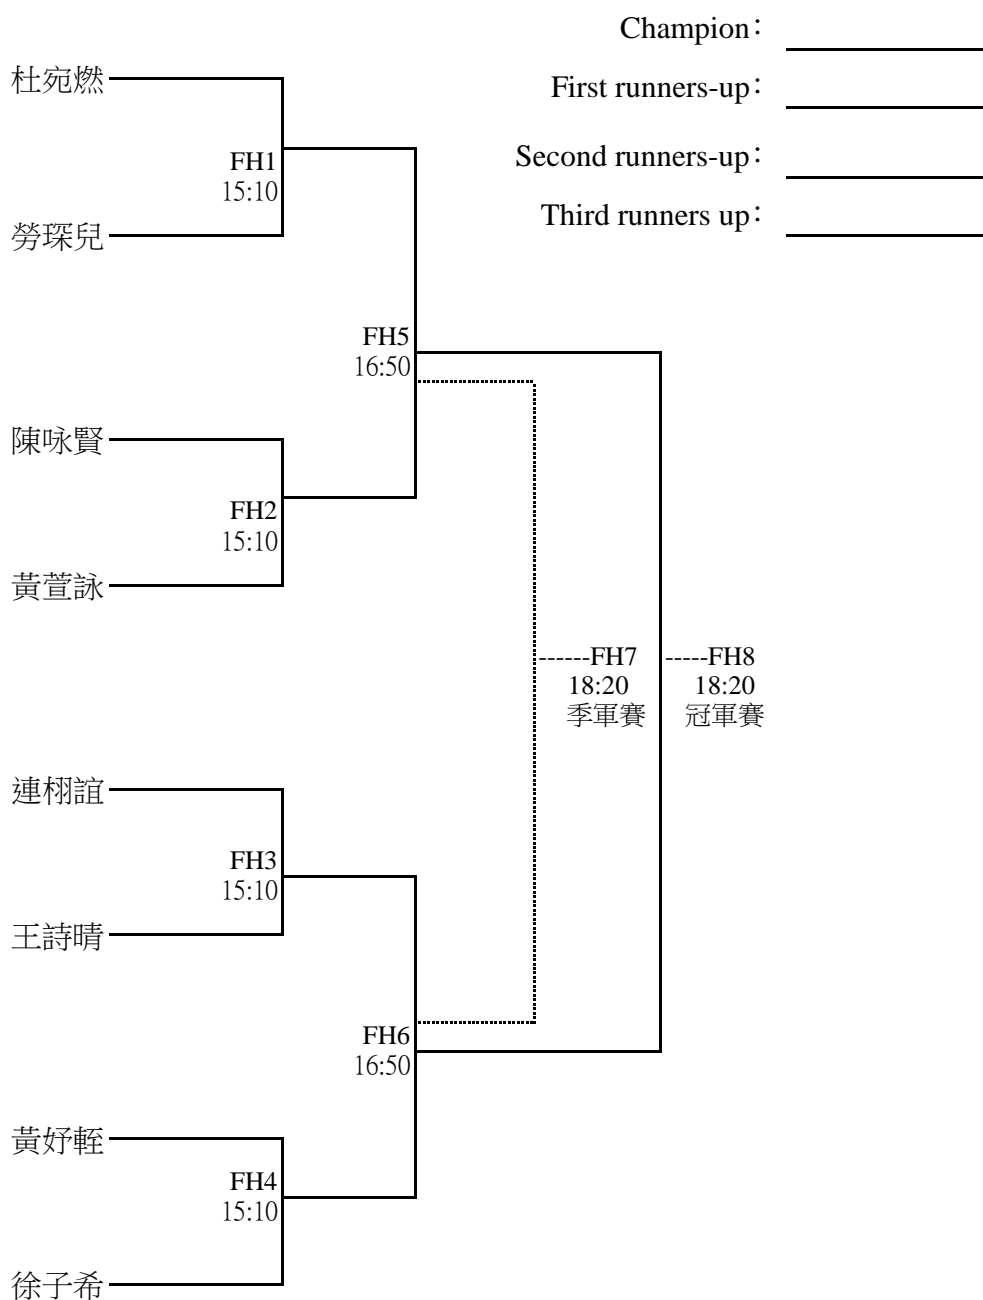 Champion：
杜宛燃
First runners-up：
FH1
15:10
Second runners-up：
勞琛兒
Third runners up：
FH5
16:50
陳咏賢
FH2
15:10
黃萱詠
------FH7
18:20
季軍賽
-----FH8
18:20
冠軍賽
連栩誼
FH3
15:10
王詩晴
FH6
16:50
黃妤輊
FH4
15:10
徐子希